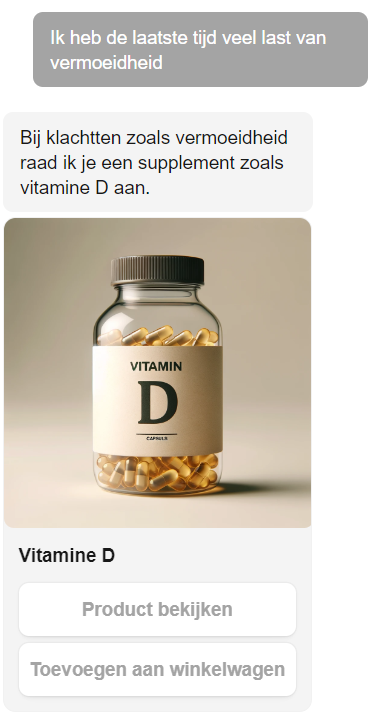 Ik heb de laatste tijd veel last van
vermoeidheid
Bij klachtten zoals vermoeidheid
raad ik je een supplement zoals
vitamine D aan.
VITAMIN
D
CAPSULE
Vitamine D
Product bekijken
Toevoegen aan winkelwagen